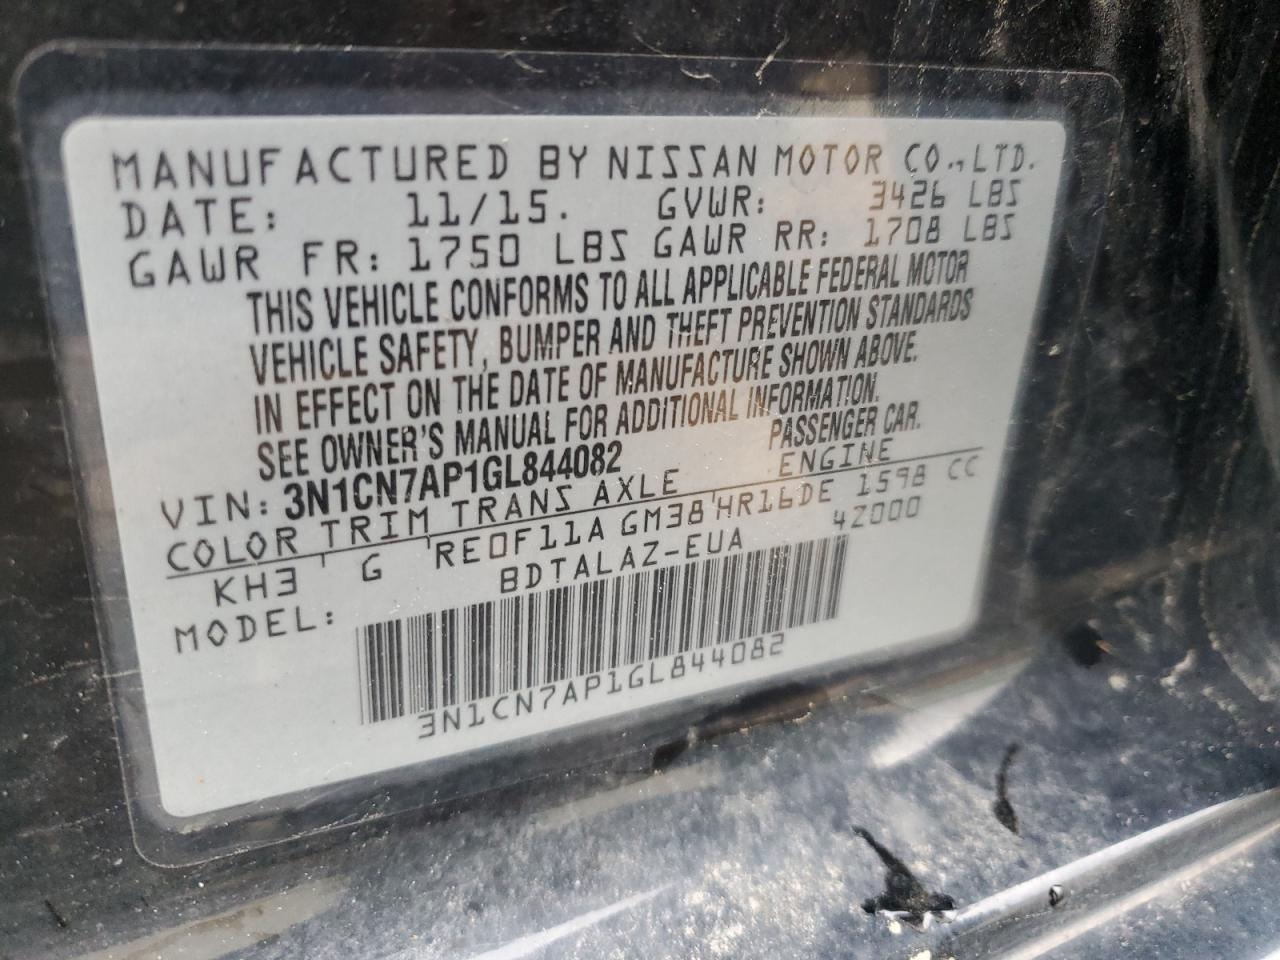 MANUFACTURED BY NISSAN MOTOR CO., LTD.
DATE: 11/15. GVWR: 3426 LBS
GAWR FR: 1750 LBS GAWR RR: 1708 LBS
THIS VEHICLE CONFORMS TO ALL APPLICABLE FEDERAL MOTOR
VEHICLE SAFETY, BUMPER AND THEFT PREVENTION STANDARDS
IN EFFECT ON THE DATE OF MANUFACTURE SHOWN ABOVE.
SEE OWNER'S MANUAL FOR ADDITIONAL INFORMATION.
VIN: 3N1CN7AP1GL844082 PASSENGER CAR.
COLOR TRIM TRANS AXLE ENGINE
KH3 G RE0F11A GM38 HR16DE 1598 CC
MODEL: BDTALAZ-EUA 4Z000
3N1CN7AP1GL844082